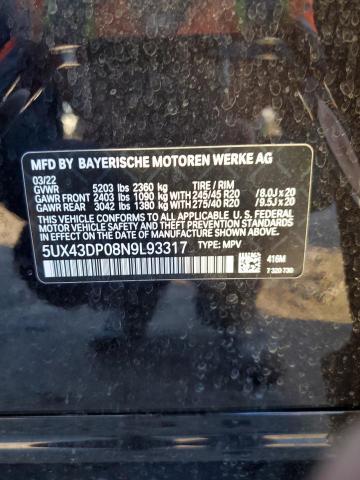 MFD BY BAYERISCHE MOTOREN WERKE AG
03/22
GVWR 5203 lbs 2360 kg TIRE / RIM
GAWR FRONT 2403 lbs 1090 kg WITH 245/45 R20 /8.0J x 20
GAWR REAR 3042 lbs 1380 kg WITH 275/40 R20 /9.5J x 20
THIS VEHICLE CONFORMS TO ALL APPLICABLE U. S. FEDERAL
MOTOR VEHICLE SAFETY AND THEFT PREVENTION STANDARDS
IN EFFECT ON THE DATE OF MANUFACTURE SHOWN ABOVE.
5UX43DP08N9L93317 TYPE: MPV
416M
7 320 730